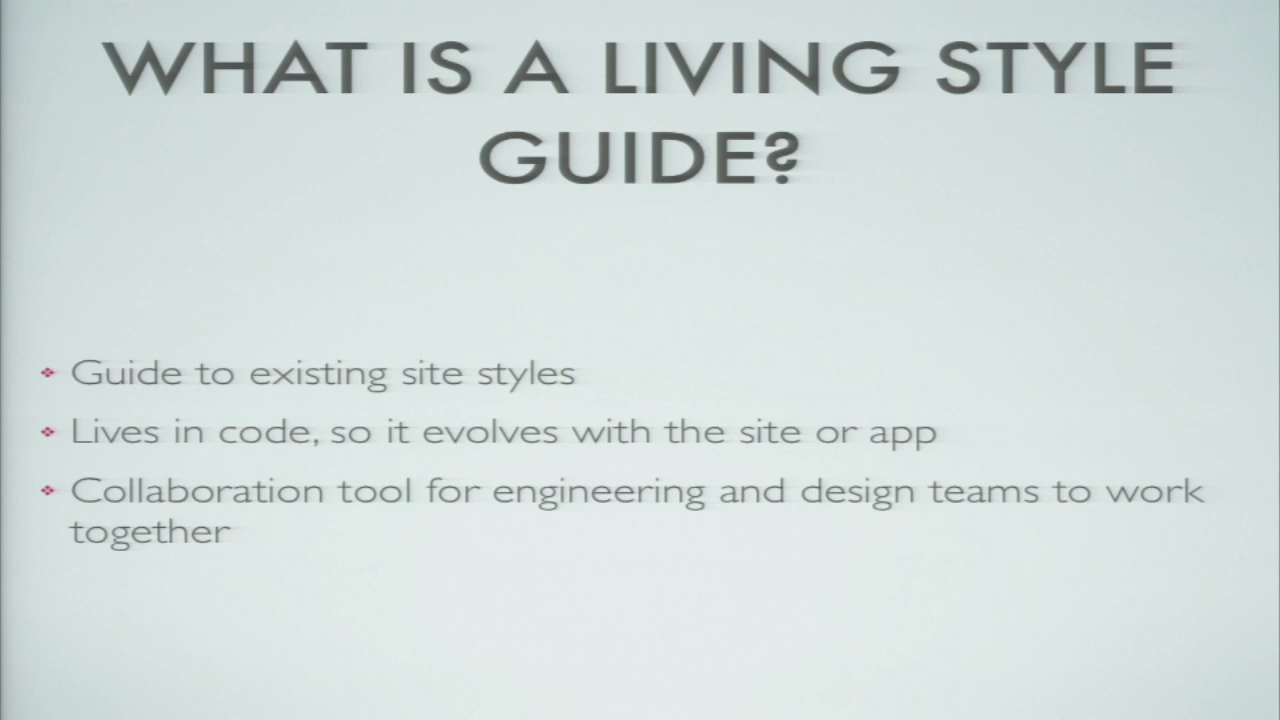 WHAT IS A LIVING STYLE
GUIDE?
Guide to existing site styles
Lives in code, so it evolves with the site or app
Collaboration tool for engineering and design teams to work
together